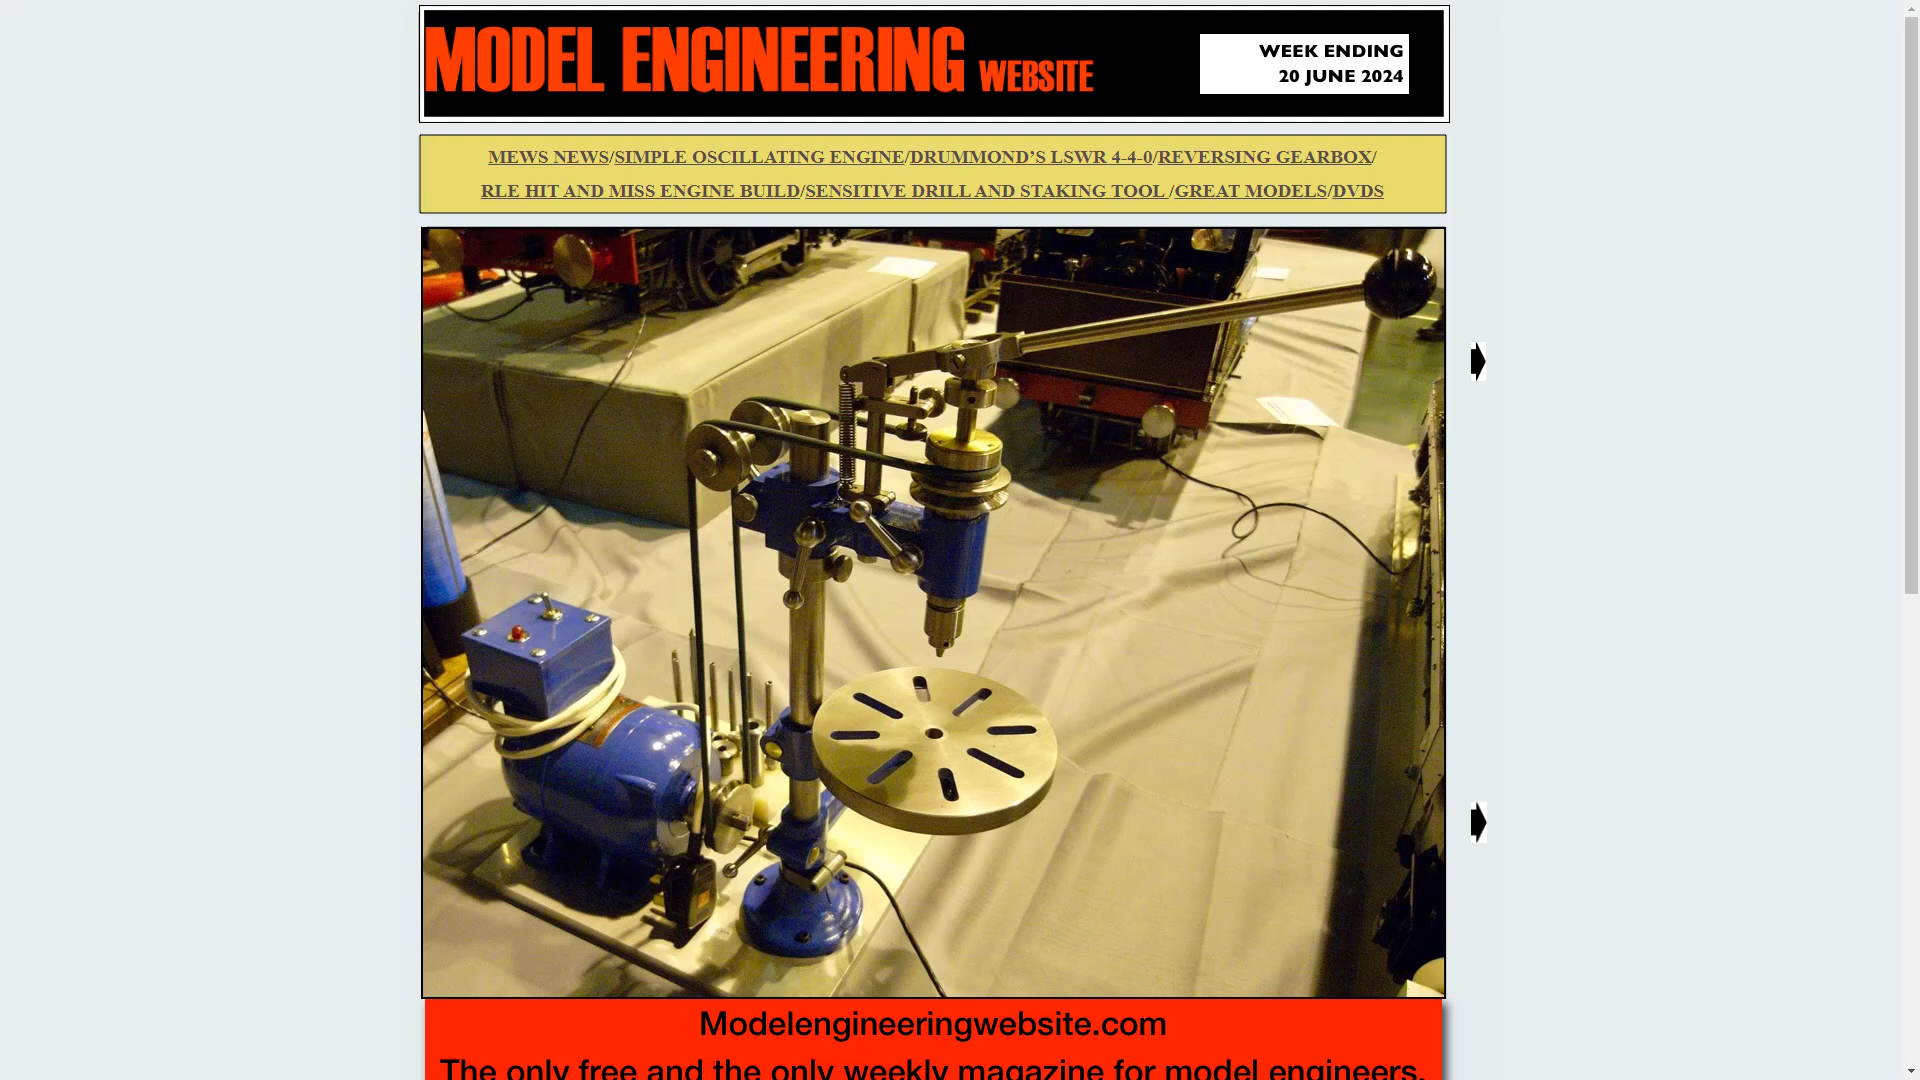 MODEL ENGINEERING WEBSITE
WEEK ENDING
20 JUNE 2024
MEWS NEWS/SIMPLE OSCILLATING ENGINE/DRUMMOND’S LSWR 4-4-0/REVERSING GEARBOX/
RLE HIT AND MISS ENGINE BUILD/SENSITIVE DRILL AND STAKING TOOL /GREAT MODELS/DVDS
Modelengineeringwebsite.com
The only free and the only weekly magazine for model engineers.